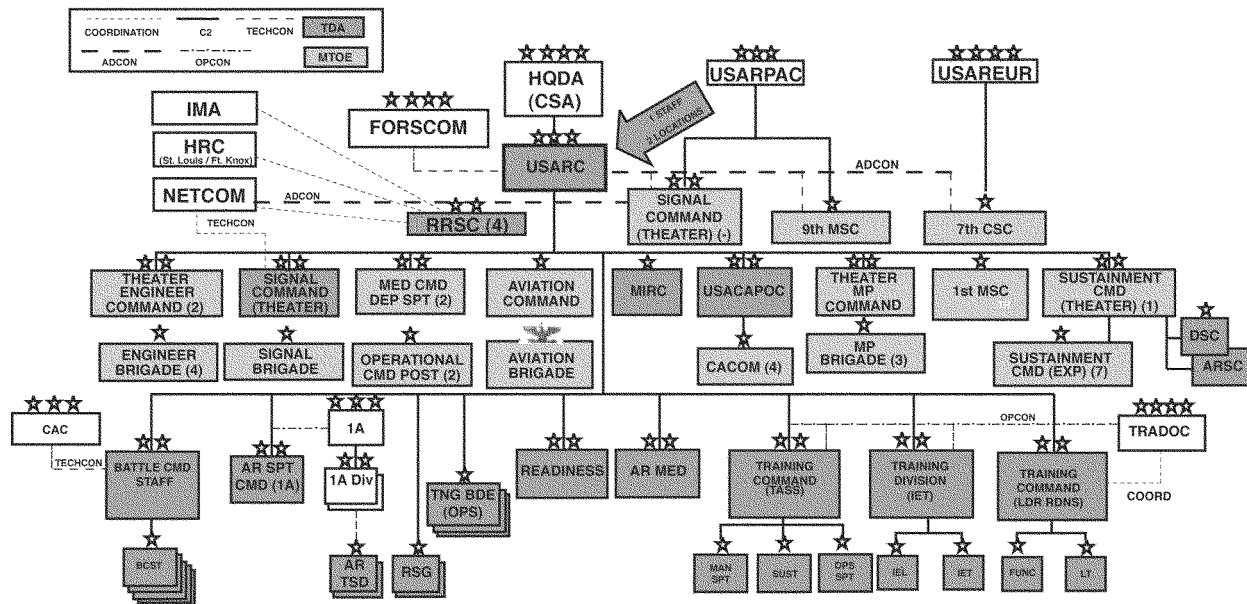 COORDINATION
C2
TECHCON
TDA
ADCON
OPCON
MTOE
HQDA
(CSA)
USARPAC
USAREUR
IMA
FORSCOM
1 STAFF
2 LOCATIONS
HRC
(St. Louis / Ft. Knox)
USARC
ADCON
NETCOM
ADCON
TECHCON
RRSC (4)
SIGNAL
COMMAND
(THEATER) (-)
9th MSC
7th CSC
THEATER
ENGINEER
COMMAND (2)
SIGNAL
COMMAND
(THEATER)
MED CMD
DEP SPT (2)
AVIATION
COMMAND
MIRC
USACAPOC
THEATER
MP
COMMAND
1st MSC
SUSTAINMENT
CMD
(THEATER) (1)
DSC
ARSC
ENGINEER
BRIGADE (4)
SIGNAL
BRIGADE
OPERATIONAL
CMD POST (2)
AVIATION
BRIGADE
CACOM (4)
MP
BRIGADE (3)
SUSTAINMENT
CMD (EXP) (7)
CAC
TECHCON
BATTLE CMD
STAFF
AR SPT
CMD (1A)
1A
1A Div
TNG BDE
(OPS)
READINESS
AR MED
TRAINING
COMMAND
(TASS)
TRAINING
DIVISION
(IET)
TRAINING
COMMAND
(LDR RDNS)
OPCON
TRADOC
COORD
BCST
AR
TSD
RSG
MAN
SPT
SUST
OPS
SPT
IEL
IET
FUNC
LT